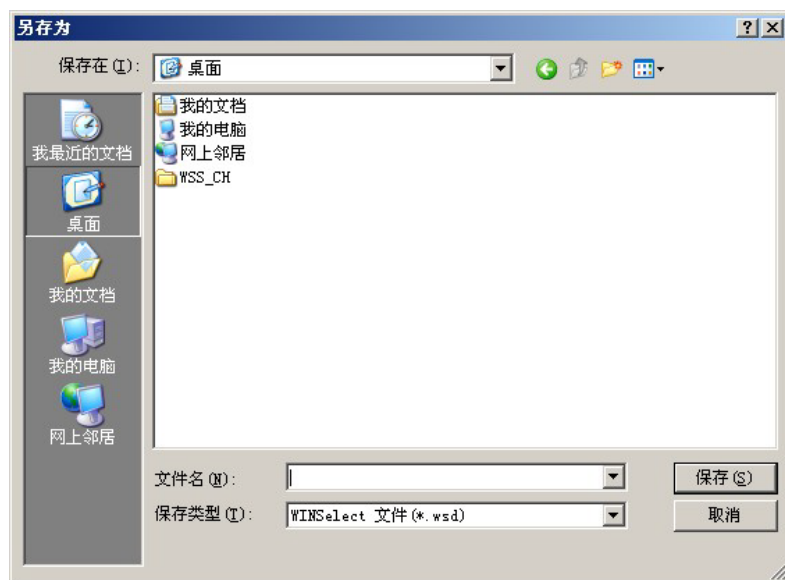 另存为
保存在(I):
桌面
我最近的文档
桌面
我的文档
我的电脑
网上邻居
我的文档
我的电脑
网上邻居
WSS_CH
文件名(N):
保存(S)
保存类型(T):
WINSelect 文件(*.wsd)
取消